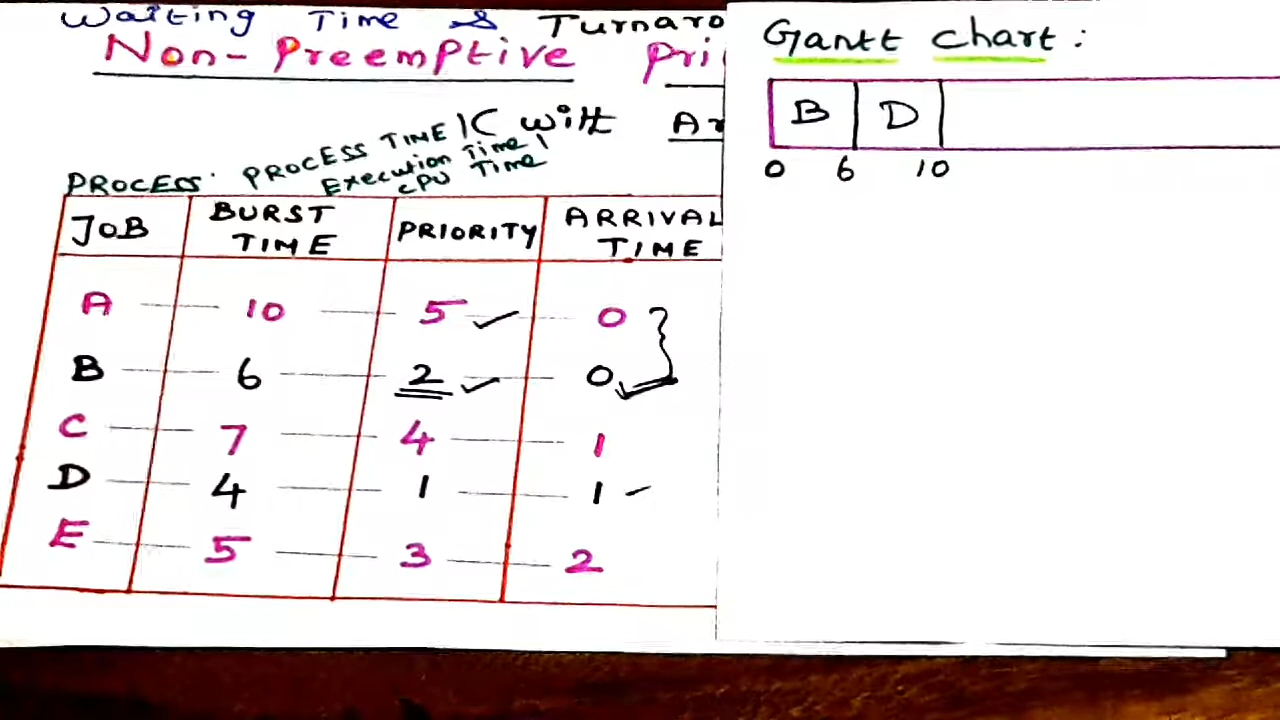 Waiting Time & Turnaro
Non-Preemptive Pri
IC with Ar
PROCESS: PROCESS TIME
Execution Time |
CPU Time
JOB BURST TIME PRIORITY ARRIVAL TIME
A 10 5 0
B 6 2 0
C 7 4 1
D 4 1 1
E 5 3 2
Gantt chart:
B D
0 6 10